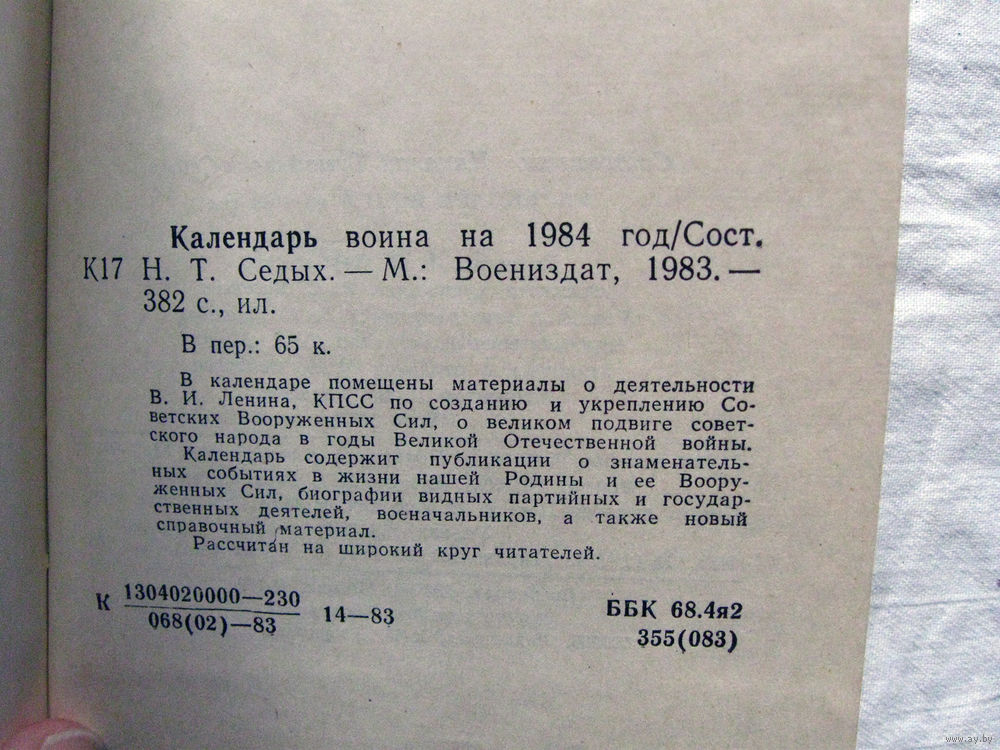 Календарь воина на 1984 год/Сост.
К17 Н. Т. Седых. — М.: Воениздат, 1983. —
382 с., ил.
В пер.: 65 к.
В календаре помещены материалы о деятельности
В. И. Ленина, КПСС по созданию и укреплению Со-
ветских Вооруженных Сил, о великом подвиге совет-
ского народа в годы Великой Отечественной войны.
Календарь содержит публикации о знаменатель-
ных событиях в жизни нашей Родины и ее Воору-
женных Сил, биографии видных партийных и государ-
ственных деятелей, военачальников, а также новый
справочный материал.
Рассчитан на широкий круг читателей.
К 1304020000—230
068(02)—83
14—83
ББК 68.4я2
355(083)
www.ay.by